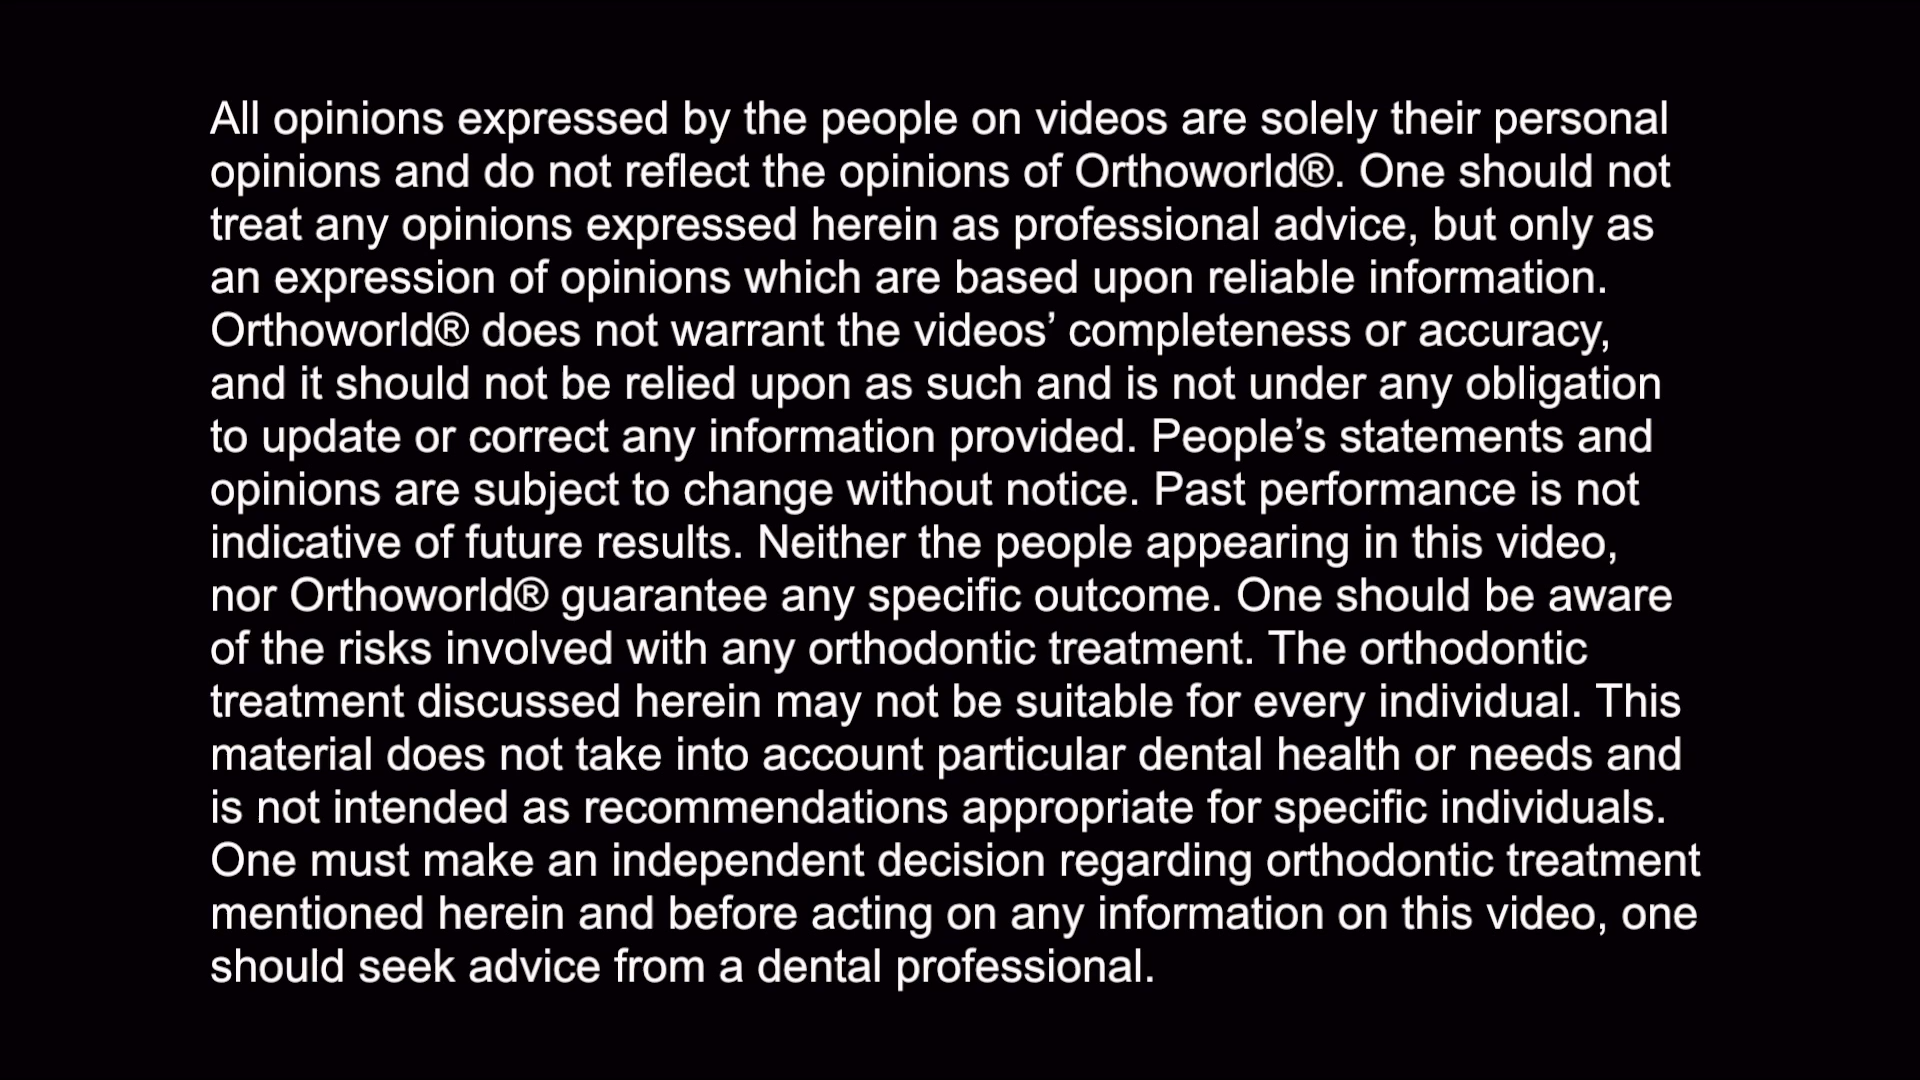 All opinions expressed by the people on videos are solely their personal
opinions and do not reflect the opinions of Orthoworld®. One should not
treat any opinions expressed herein as professional advice, but only as
an expression of opinions which are based upon reliable information.
Orthoworld® does not warrant the videos’ completeness or accuracy,
and it should not be relied upon as such and is not under any obligation
to update or correct any information provided. People’s statements and
opinions are subject to change without notice. Past performance is not
indicative of future results. Neither the people appearing in this video,
nor Orthoworld® guarantee any specific outcome. One should be aware
of the risks involved with any orthodontic treatment. The orthodontic
treatment discussed herein may not be suitable for every individual. This
material does not take into account particular dental health or needs and
is not intended as recommendations appropriate for specific individuals.
One must make an independent decision regarding orthodontic treatment
mentioned herein and before acting on any information on this video, one
should seek advice from a dental professional.